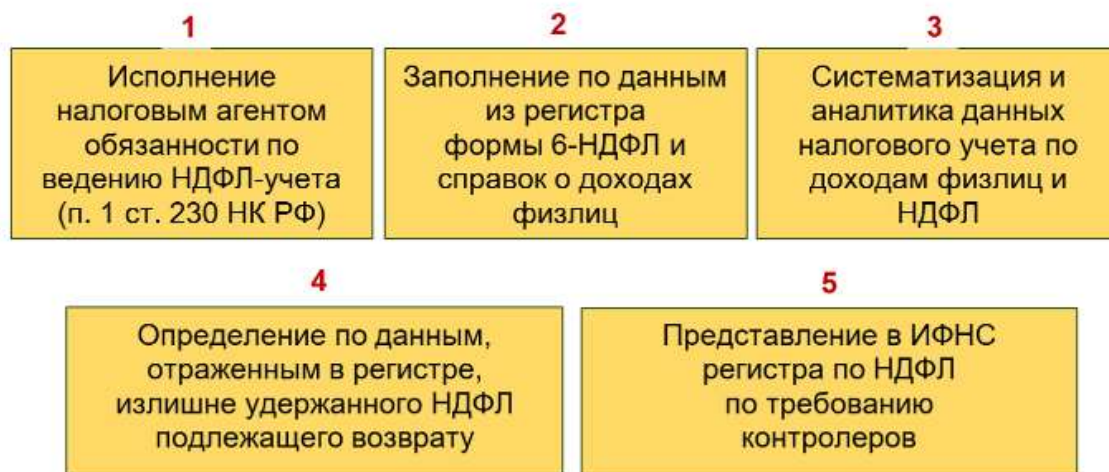 1
Исполнение
налоговым агентом
обязанности по
ведению НДФЛ-учета
(п. 1 ст. 230 НК РФ)
2
Заполнение по данным
из регистра
формы 6-НДФЛ и
справок о доходах
физлиц
3
Систематизация и
аналитика данных
налогового учета по
доходам физлиц и
НДФЛ
4
Определение по данным,
отраженным в регистре,
излишне удержанного НДФЛ
подлежащего возврату
5
Представление в ИФНС
регистра по НДФЛ
по требованию
контролеров